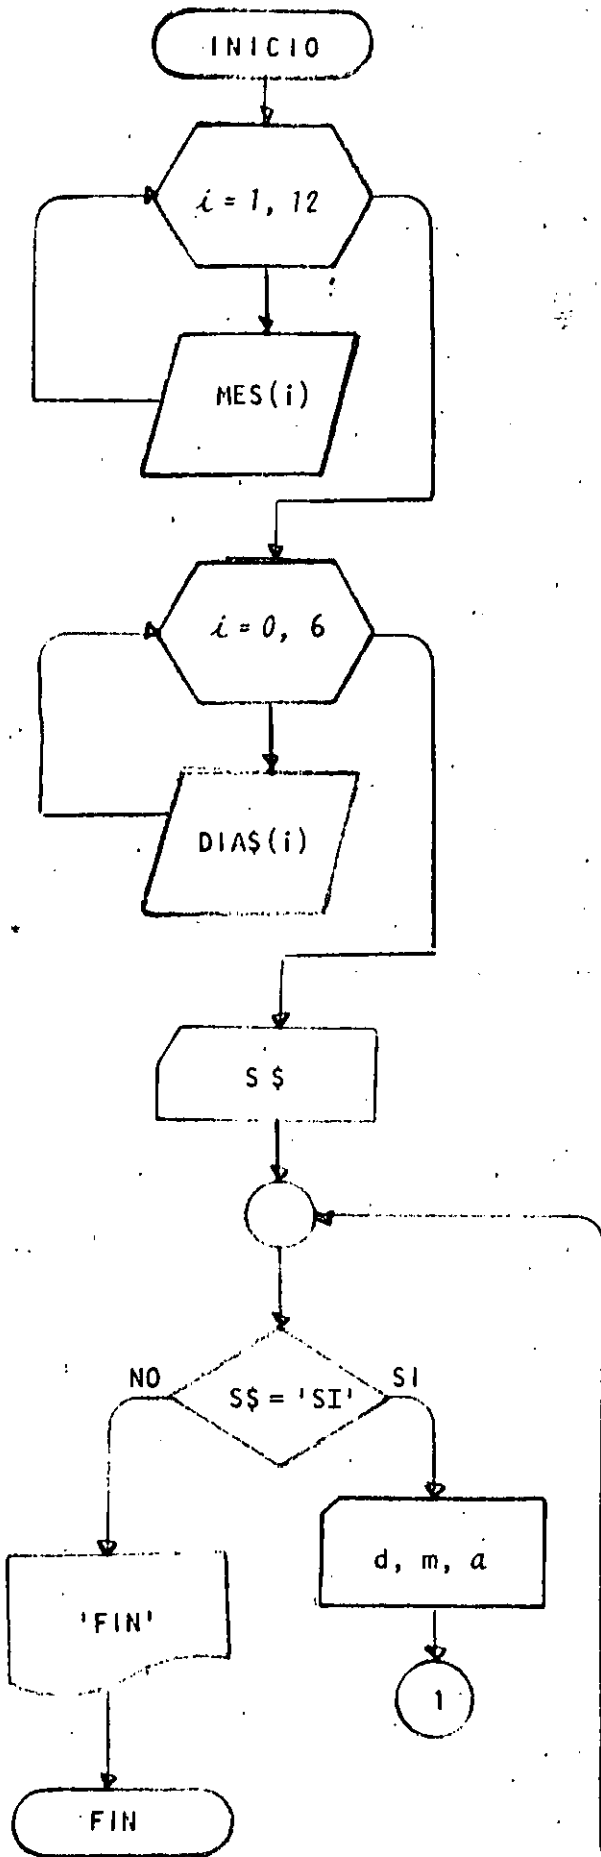 INICIO
i = 1, 12
MES(i)
i = 0, 6
DIA$(i)
S $
NO
S$ = 'SI'
SI
d, m, a
'FIN'
1
FIN